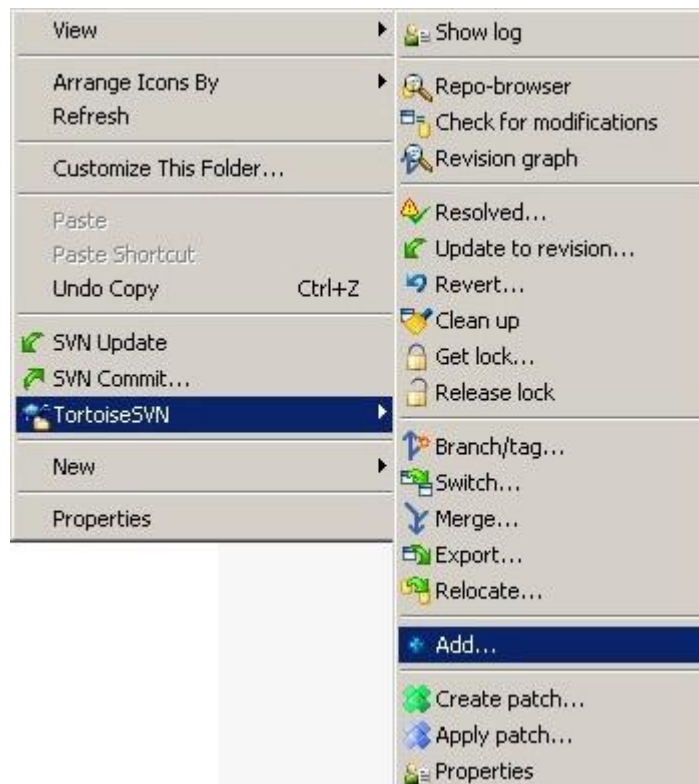 View
Arrange Icons By
Refresh
Customize This Folder...
Paste
Paste Shortcut
Undo Copy Ctrl+Z
SVN Update
SVN Commit...
TortoiseSVN
New
Properties
Show log
Repo-browser
Check for modifications
Revision graph
Resolved...
Update to revision...
Revert...
Clean up
Get lock...
Release lock
Branch/tag...
Switch...
Merge...
Export...
Relocate...
Add...
Create patch...
Apply patch...
Properties